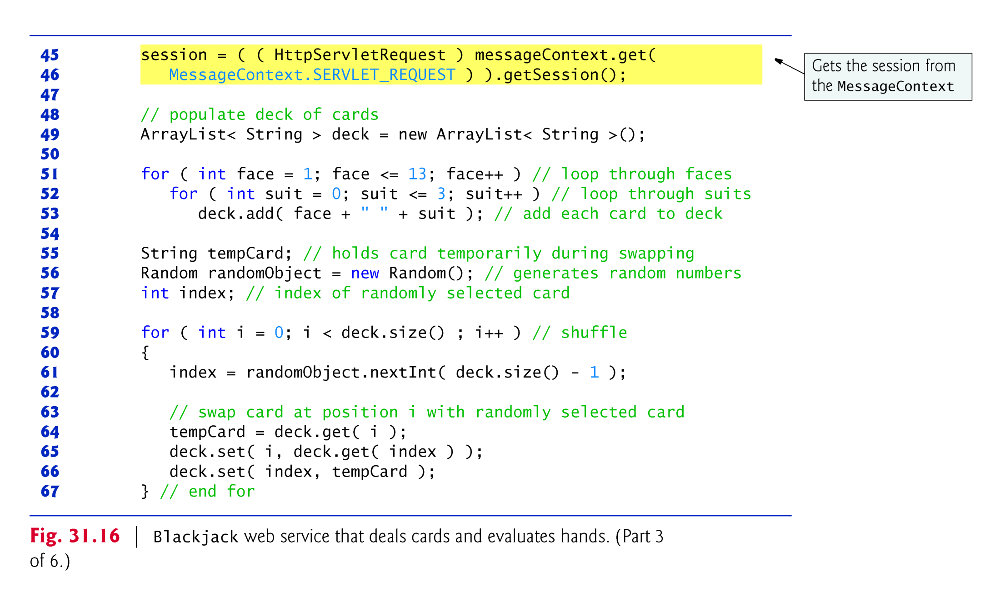 45 session = ( ( HttpServletRequest ) messageContext.get(
46 MessageContext.SERVLET_REQUEST ) ).getSession();
Gets the session from
the MessageContext
47
48 // populate deck of cards
49 ArrayList< String > deck = new ArrayList< String >();
50
51 for ( int face = 1; face <= 13; face++ ) // loop through faces
52 for ( int suit = 0; suit <= 3; suit++ ) // loop through suits
53 deck.add( face + " " + suit ); // add each card to deck
54
55 String tempCard; // holds card temporarily during swapping
56 Random randomObject = new Random(); // generates random numbers
57 int index; // index of randomly selected card
58
59 for ( int i = 0; i < deck.size() ; i++ ) // shuffle
60 {
61 index = randomObject.nextInt( deck.size() - 1 );
62
63 // swap card at position i with randomly selected card
64 tempCard = deck.get( i );
65 deck.set( i, deck.get( index ) );
66 deck.set( index, tempCard );
67 } // end for
Fig. 31.16 | Blackjack web service that deals cards and evaluates hands. (Part 3
of 6.)